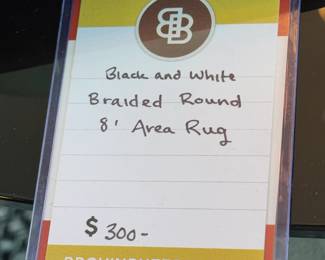 Black and White
Braided Round
8' Area Rug
$300-